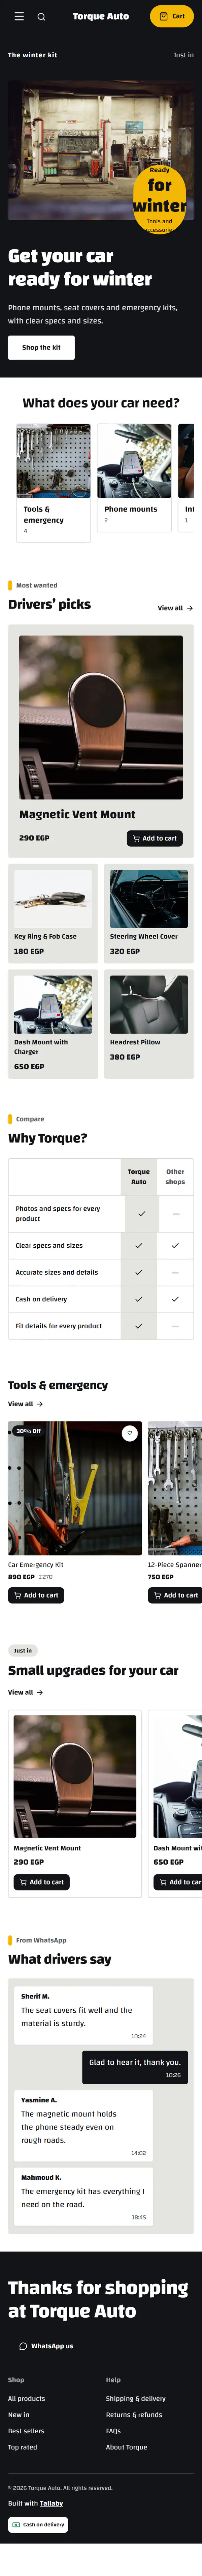 Torque Auto
Cart
The winter kit
Just in
Ready
for
winter
Tools and
accessories
Get your car
ready for winter
Phone mounts, seat covers and emergency kits,
with clear specs and sizes.
Shop the kit
What does your car need?
Tools &
emergency
4
Phone mounts
2
Int
1
Most wanted
Drivers' picks
View all
Magnetic Vent Mount
290 EGP
Add to cart
Key Ring & Fob Case
180 EGP
Steering Wheel Cover
320 EGP
Dash Mount with
Charger
650 EGP
Headrest Pillow
380 EGP
Compare
Why Torque?
Torque
Auto
Other
shops
Photos and specs for every
product
Clear specs and sizes
Accurate sizes and details
Cash on delivery
Fit details for every product
Tools & emergency
View all
30% Off
Car Emergency Kit
890 EGP 1,270
Add to cart
12-Piece Spanner
750 EGP
Add to cart
Just in
Small upgrades for your car
View all
Magnetic Vent Mount
290 EGP
Add to cart
Dash Mount wit
650 EGP
Add to car
From WhatsApp
What drivers say
Sherif M.
The seat covers fit well and the
material is sturdy.
10:24
Glad to hear it, thank you.
10:26
Yasmine A.
The magnetic mount holds
the phone steady even on
rough roads.
14:02
Mahmoud K.
The emergency kit has everything I
need on the road.
18:45
Thanks for shopping
at Torque Auto
WhatsApp us
Shop
Help
All products
Shipping & delivery
New in
Returns & refunds
Best sellers
FAQs
Top rated
About Torque
© 2026 Torque Auto. All rights reserved.
Built with Tallaby
Cash on delivery